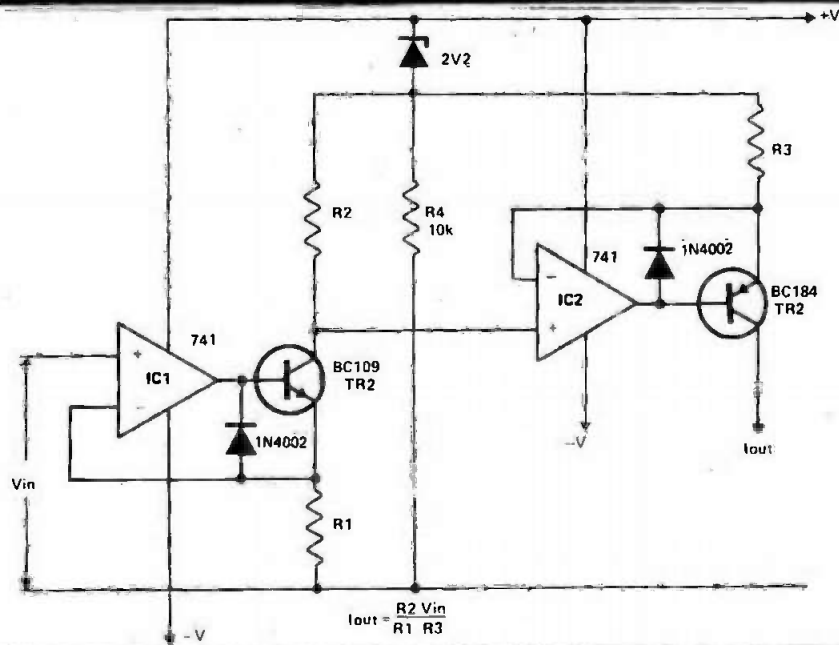 +V
2V2
R3
R2
R4
10k
741
1N4002
IC2
BC184
TR2
741
IC1
BC109
TR2
1N4002
-V
Iout
Vin
R1
Iout = R2 Vin
R1 R3
-V